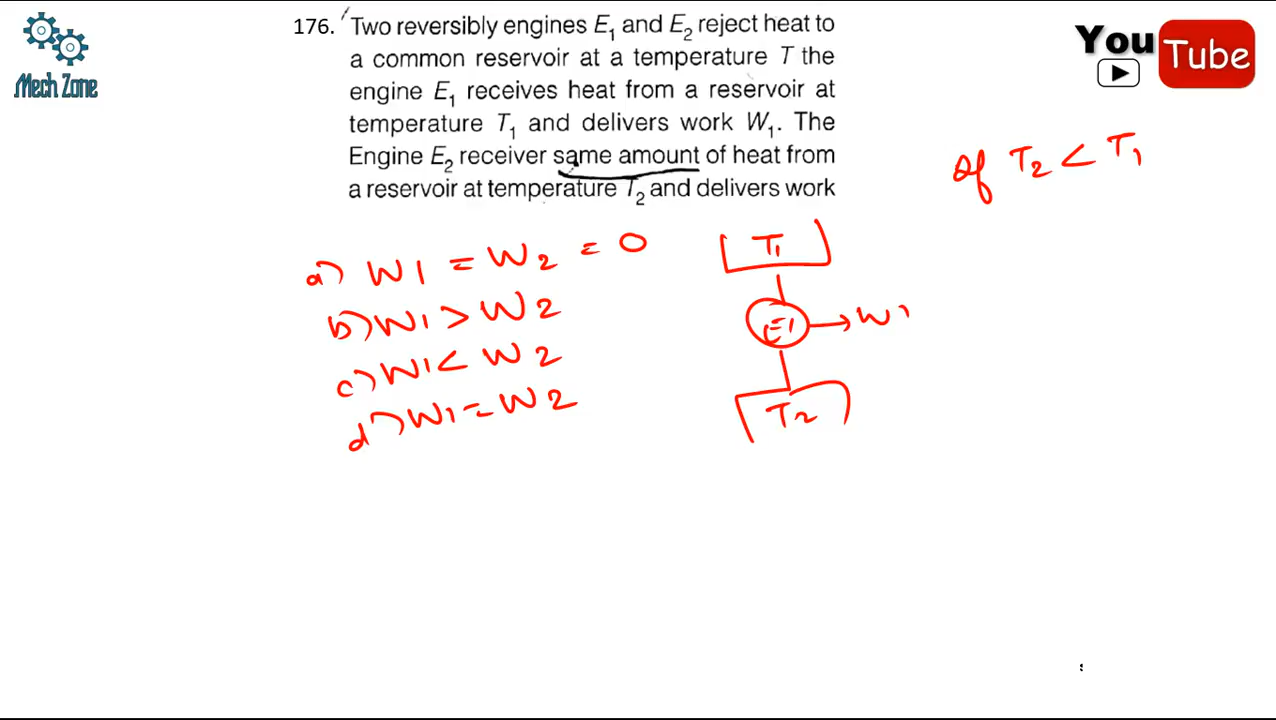 Mech Zone
You Tube
176. Two reversibly engines E₁ and E₂ reject heat to
a common reservoir at a temperature T the
engine E₁ receives heat from a reservoir at
temperature T₁ and delivers work W₁. The
Engine E₂ receiver same amount of heat from
a reservoir at temperature T₂ and delivers work
of T₂ < T₁
a) W1 = W2 = 0
b) W1 > W2
c) W1 < W2
d) W1 = W2
T1
E1
W1
T2